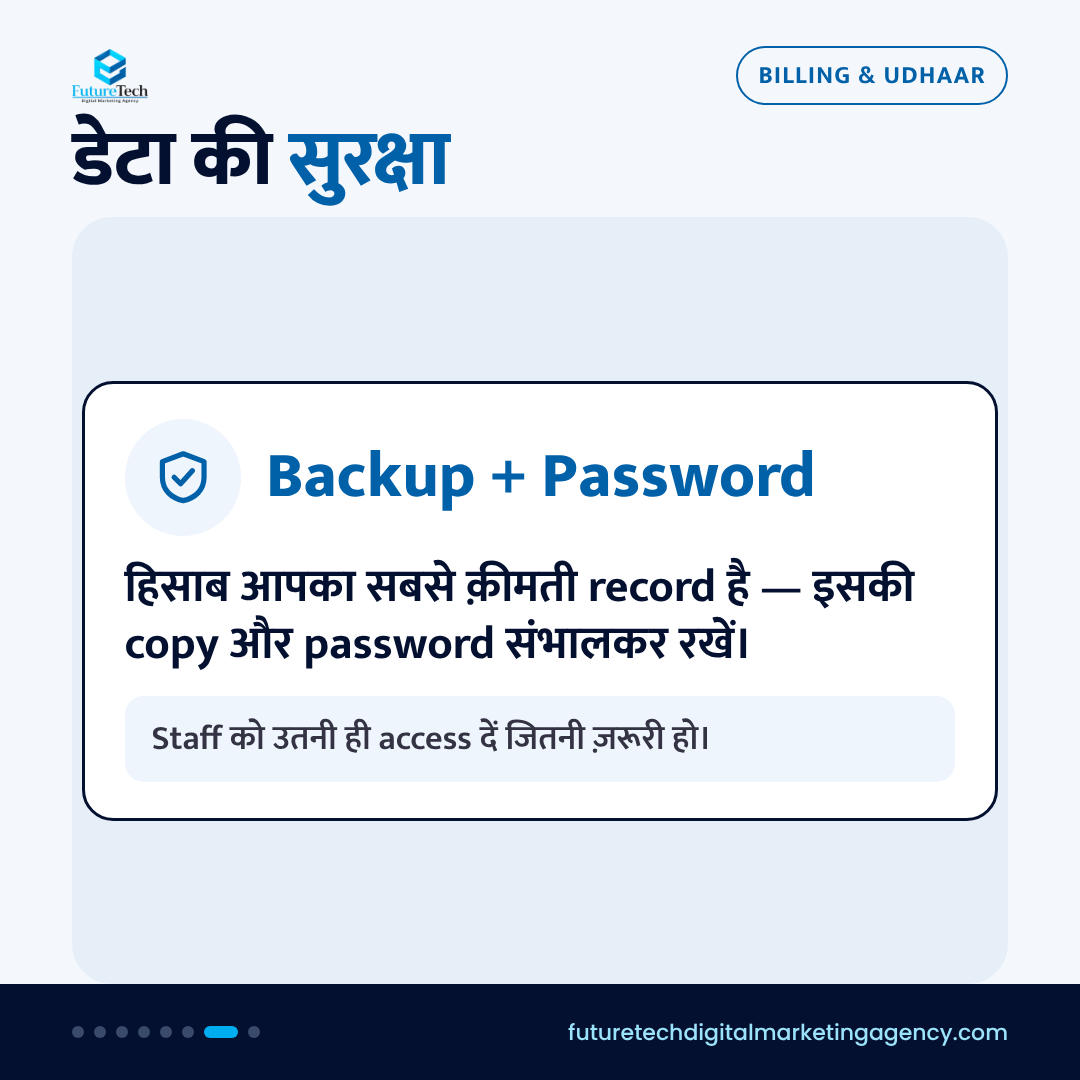 FutureTech
Digital Marketing Agency
BILLING & UDHAAR
डेटा की सुरक्षा
Backup + Password
हिसाब आपका सबसे क़ीमती record है — इसकी
copy और password संभालकर रखें।
Staff को उतनी ही access दें जितनी ज़रूरी हो।
futuretechdigitalmarketingagency.com